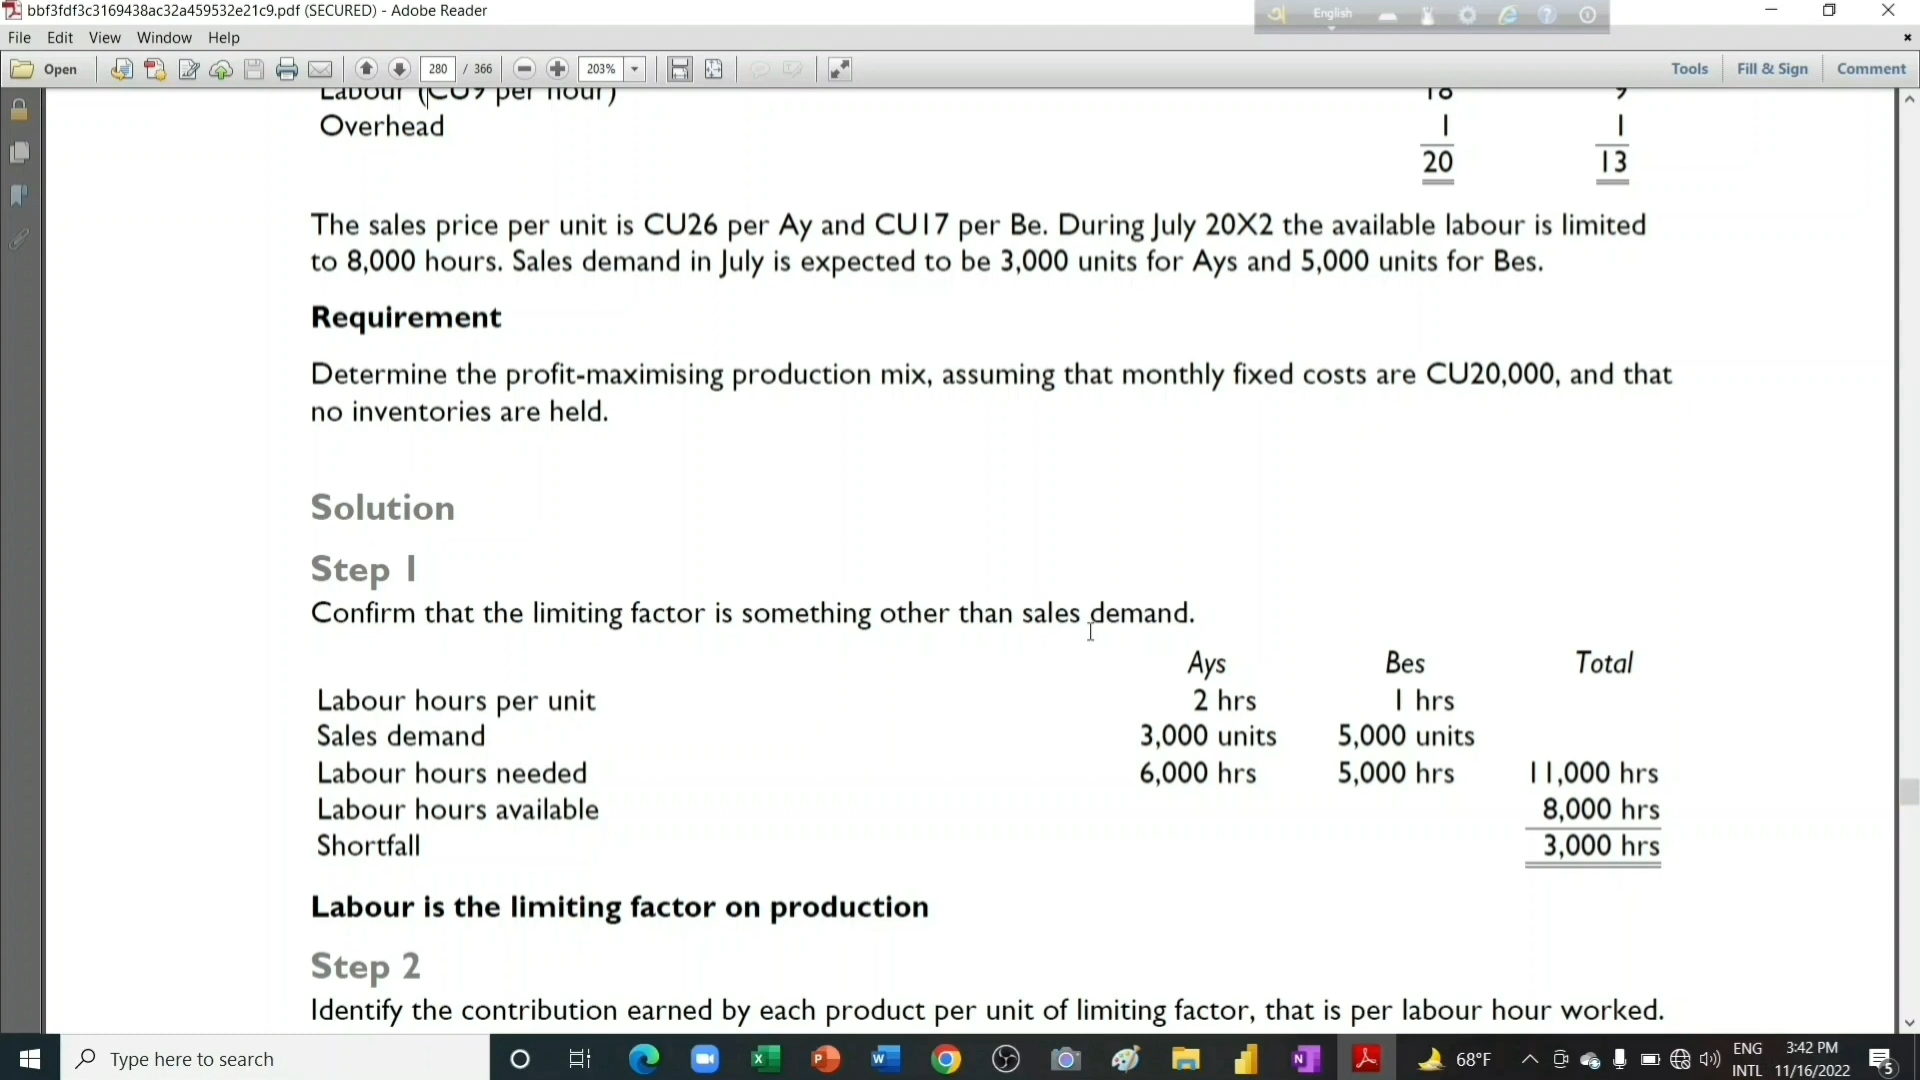 bbf3fdf3c3169438ac32a459532e21c9.pdf (SECURED) - Adobe Reader
English
File Edit View Window Help
Open 280 / 366 203% Tools Fill & Sign Comment
Labour (CU9 per hour) 18 9
Overhead 1 1
20 13
The sales price per unit is CU26 per Ay and CU17 per Be. During July 20X2 the available labour is limited
to 8,000 hours. Sales demand in July is expected to be 3,000 units for Ays and 5,000 units for Bes.
Requirement
Determine the profit-maximising production mix, assuming that monthly fixed costs are CU20,000, and that
no inventories are held.
Solution
Step 1
Confirm that the limiting factor is something other than sales demand.
Ays Bes Total
Labour hours per unit 2 hrs 1 hrs
Sales demand 3,000 units 5,000 units
Labour hours needed 6,000 hrs 5,000 hrs 11,000 hrs
Labour hours available 8,000 hrs
Shortfall 3,000 hrs
Labour is the limiting factor on production
Step 2
Identify the contribution earned by each product per unit of limiting factor, that is per labour hour worked.
Type here to search
68°F
ENG
INTL
3:42 PM
11/16/2022
5